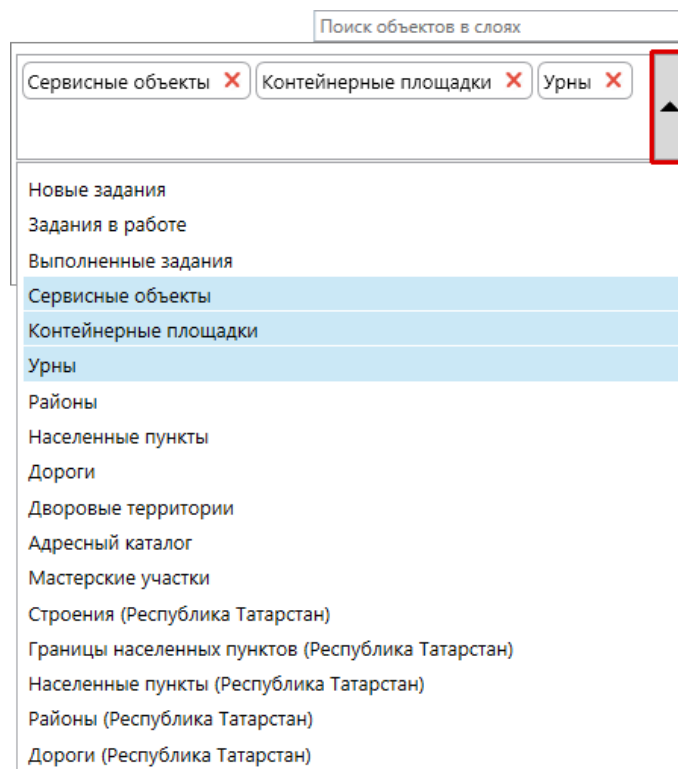 Поиск объектов в слоях
Сервисные объекты Контейнерные площадки Урны
Новые задания
Задания в работе
Выполненные задания
Сервисные объекты
Контейнерные площадки
Урны
Районы
Населенные пункты
Дороги
Дворовые территории
Адресный каталог
Мастерские участки
Строения (Республика Татарстан)
Границы населенных пунктов (Республика Татарстан)
Населенные пункты (Республика Татарстан)
Районы (Республика Татарстан)
Дороги (Республика Татарстан)